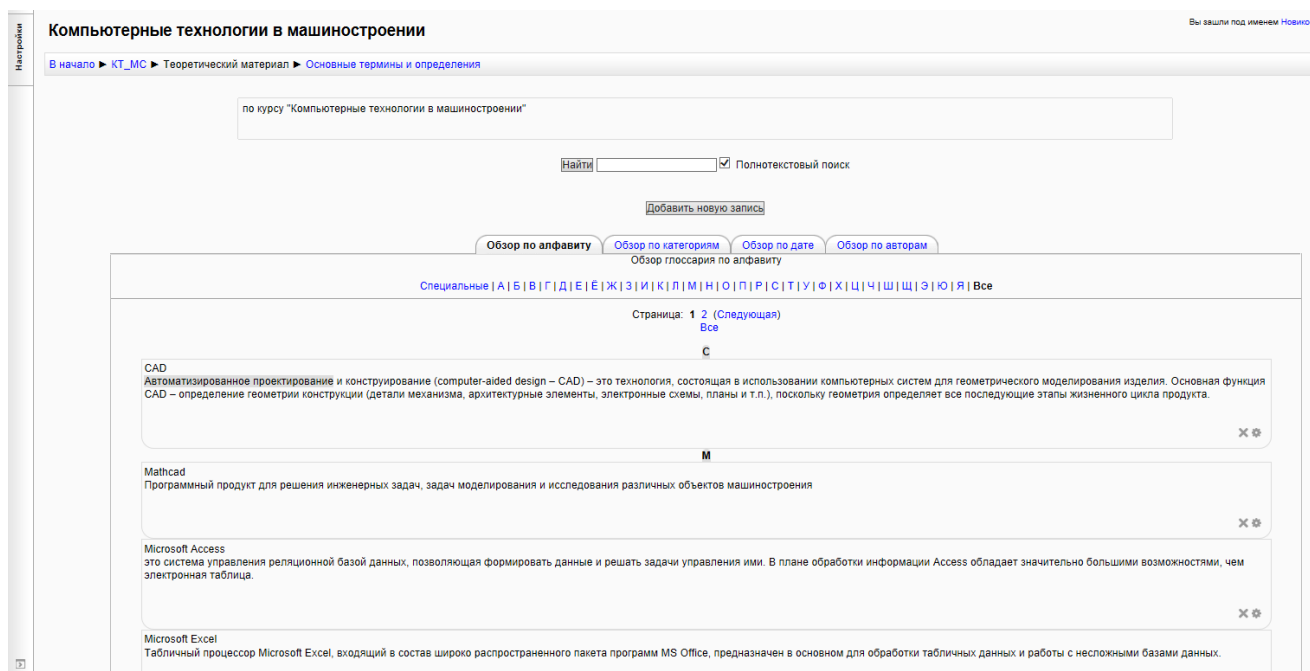 Настройки
Компьютерные технологии в машиностроении
Вы зашли под именем Новико
В начало ► КТ_МС ► Теоретический материал ► Основные термины и определения
по курсу "Компьютерные технологии в машиностроении"
Найти Полнотекстовый поиск
Добавить новую запись
Обзор по алфавиту Обзор по категориям Обзор по дате Обзор по авторам
Обзор глоссария по алфавиту
Специальные | А | Б | В | Г | Д | Е | Ё | Ж | З | И | К | Л | М | Н | О | П | Р | С | Т | У | Ф | Х | Ц | Ч | Ш | Щ | Э | Ю | Я | Все
Страница: 1 2 (Следующая)
Все
C
CAD
Автоматизированное проектирование и конструирование (computer-aided design – CAD) – это технология, состоящая в использовании компьютерных систем для геометрического моделирования изделия. Основная функция
CAD – определение геометрии конструкции (детали механизма, архитектурные элементы, электронные схемы, планы и т.п.), поскольку геометрия определяет все последующие этапы жизненного цикла продукта.
M
Mathcad
Программный продукт для решения инженерных задач, задач моделирования и исследования различных объектов машиностроения
Microsoft Access
это система управления реляционной базой данных, позволяющая формировать данные и решать задачи управления ими. В плане обработки информации Access обладает значительно большими возможностями, чем
электронная таблица.
Microsoft Excel
Табличный процессор Microsoft Excel, входящий в состав широко распространенного пакета программ MS Office, предназначен в основном для обработки табличных данных и работы с несложными базами данных.